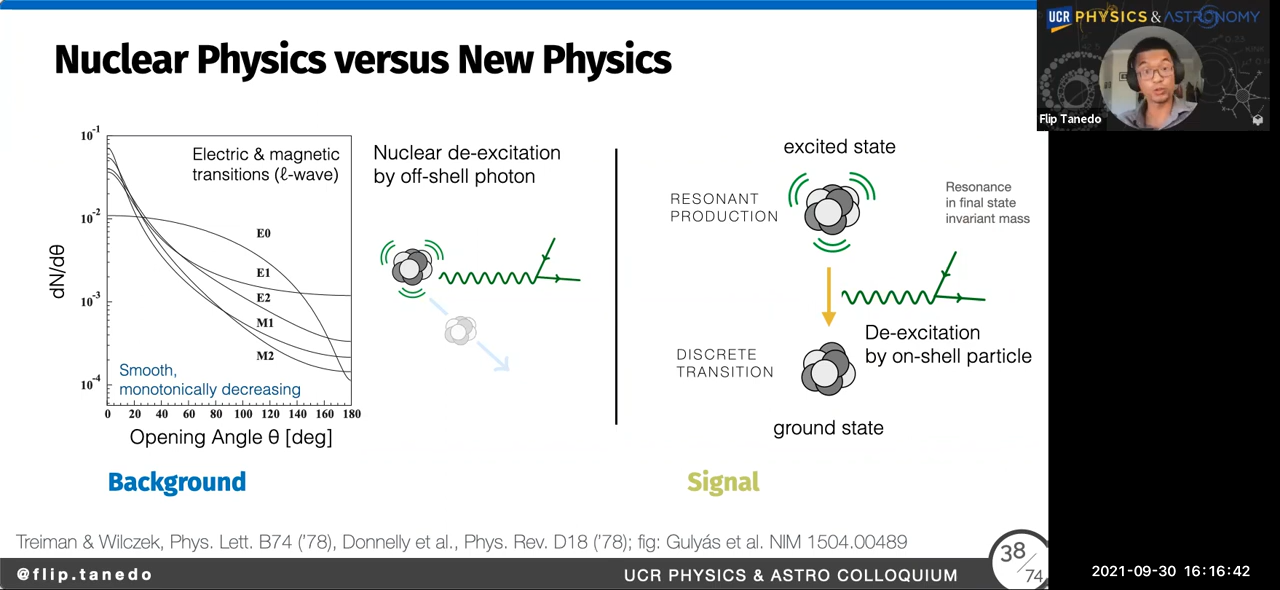 Nuclear Physics versus New Physics
10-1
10-2
10-3
10-4
dN/dθ
Electric & magnetic
transitions (ℓ-wave)
E0
E1
E2
M1
M2
Smooth,
monotonically decreasing
0 20 40 60 80 100 120 140 160 180
Opening Angle θ [deg]
Nuclear de-excitation
by off-shell photon
Background
excited state
RESONANT
PRODUCTION
Resonance
in final state
invariant mass
De-excitation
by on-shell particle
DISCRETE
TRANSITION
ground state
Signal
Treiman & Wilczek, Phys. Lett. B74 ('78), Donnelly et al., Phys. Rev. D18 ('78); fig: Gulyás et al. NIM 1504.00489
@flip.tanedo
UCR PHYSICS & ASTRO COLLOQUIUM
38/74
UCR PHYSICS & ASTRONOMY
Flip Tanedo
2021-09-30 16:16:42